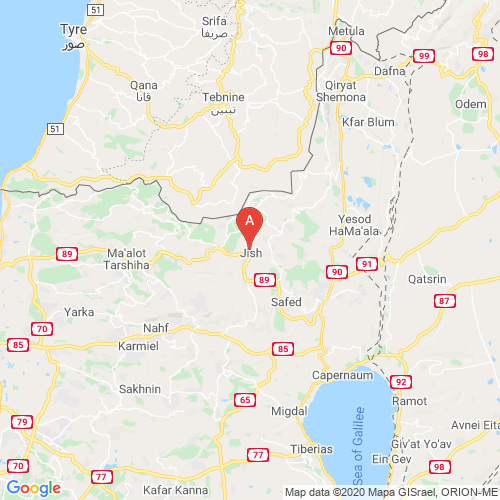 51
Srifa
صريفا
Metula
90
99
98
Tyre
صور
Dafna
Qana
قانا
Tebnine
تبنين
Qiryat
Shemona
Odem
Kfar Blum
51
A
Yesod
HaMa'ala
89
Ma'alot
Tarshiha
Jish
89
90
91
Qatsrin
87
Safed
Yarka
70
Nahf
85
Karmiel
85
Capernaum
92
Sakhnin
65
Ramot
Migdal
79
Sea of Galilee
Avnei Eita
Giv'at Yo'av
Tiberias
77
Ein Gev
70
77
98
Google
Kafar Kanna
Map data ©2020 Mapa GISrael, ORION-ME